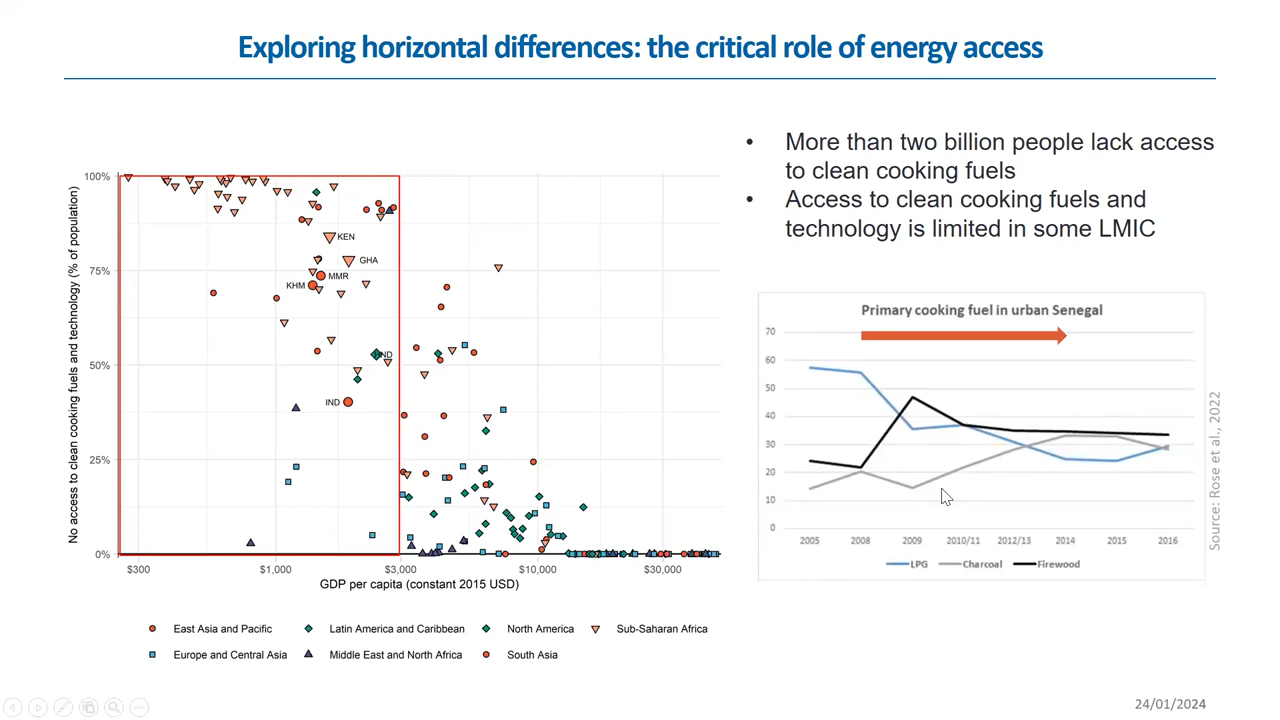 Exploring horizontal differences: the critical role of energy access
No access to clean cooking fuels and technology (% of population)
100%
75%
50%
25%
0%
KEN
GHA
MMR
KHM
IND
$300
$1,000
$3,000
$10,000
$30,000
GDP per capita (constant 2015 USD)
East Asia and Pacific
Latin America and Caribbean
North America
Sub-Saharan Africa
Europe and Central Asia
Middle East and North Africa
South Asia
• More than two billion people lack access
to clean cooking fuels
• Access to clean cooking fuels and
technology is limited in some LMIC
Primary cooking fuel in urban Senegal
70
60
50
40
30
20
10
0
2005 2008 2009 2010/11 2012/13 2014 2015 2016
LPG Charcoal Firewood
Source: Rose et al., 2022
24/01/2024